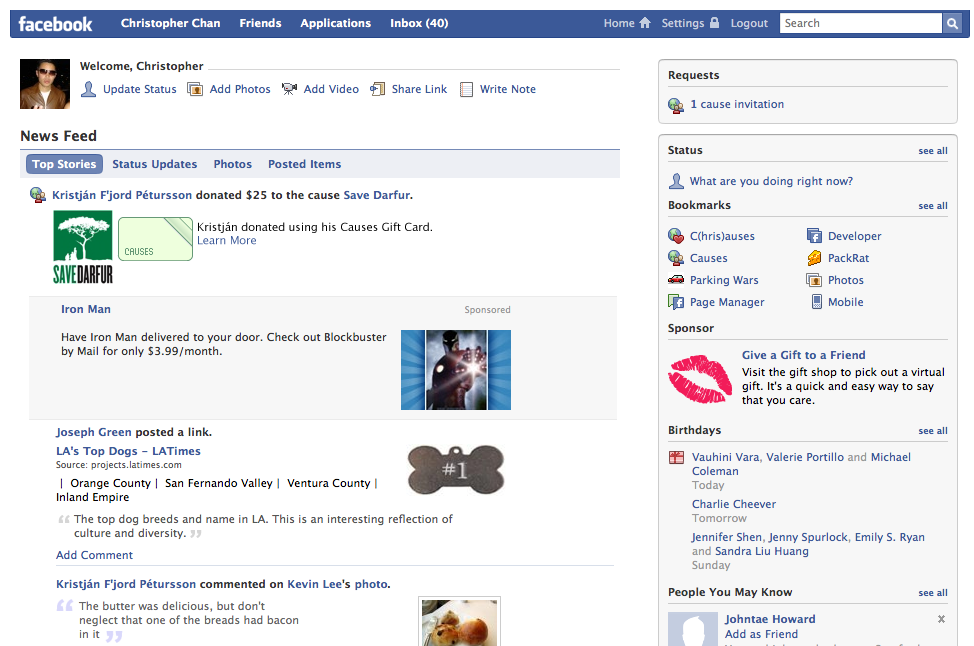 facebook Christopher Chan Friends Applications Inbox (40) Home Settings Logout Search
Welcome, Christopher
Update Status Add Photos Add Video Share Link Write Note
News Feed
Top Stories Status Updates Photos Posted Items
Kristján F'jord Pétursson donated $25 to the cause Save Darfur.
Kristján donated using his Causes Gift Card.
Learn More
CAUSES
SAVEDARFUR
Iron Man
Sponsored
Have Iron Man delivered to your door. Check out Blockbuster
by Mail for only $3.99/month.
Joseph Green posted a link.
LA's Top Dogs – LATimes
Source: projects.latimes.com
| Orange County | San Fernando Valley | Ventura County |
Inland Empire
#1
“ The top dog breeds and name in LA. This is an interesting reflection of
culture and diversity. ”
Add Comment
Kristján F'jord Pétursson commented on Kevin Lee's photo.
“ The butter was delicious, but don't
neglect that one of the breads had bacon
in it ”
Requests
1 cause invitation
Status see all
What are you doing right now?
Bookmarks see all
C(hris)auses Developer
Causes PackRat
Parking Wars Photos
Page Manager Mobile
Sponsor
Give a Gift to a Friend
Visit the gift shop to pick out a virtual
gift. It's a quick and easy way to say
that you care.
Birthdays see all
Vauhini Vara, Valerie Portillo and Michael
Coleman
Today
Charlie Cheever
Tomorrow
Jennifer Shen, Jenny Spurlock, Emily S. Ryan
and Sandra Liu Huang
Sunday
People You May Know see all
Johntae Howard x
Add as Friend